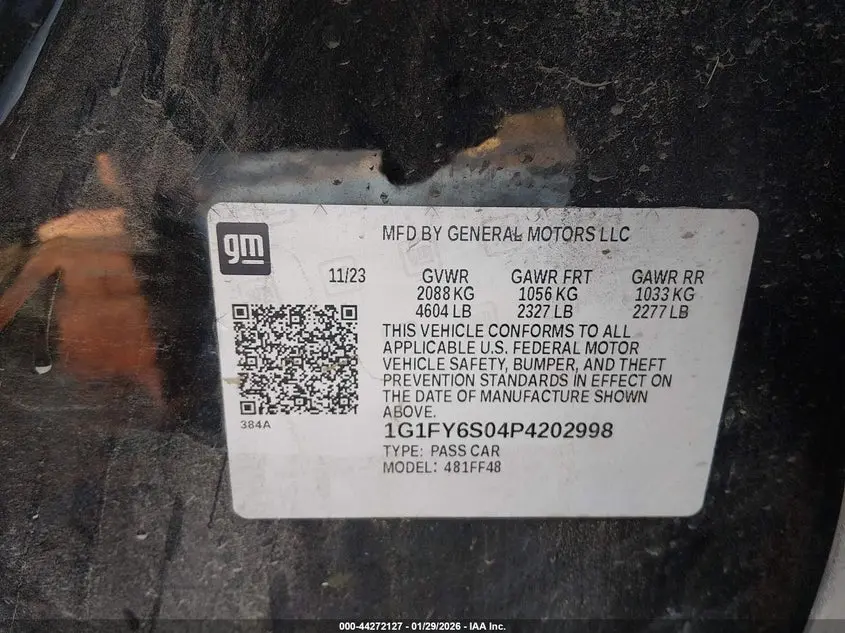 gm
MFD BY GENERAL MOTORS LLC
11/23 GVWR GAWR FRT GAWR RR
2088 KG 1056 KG 1033 KG
4604 LB 2327 LB 2277 LB
THIS VEHICLE CONFORMS TO ALL
APPLICABLE U.S. FEDERAL MOTOR
VEHICLE SAFETY, BUMPER, AND THEFT
PREVENTION STANDARDS IN EFFECT ON
THE DATE OF MANUFACTURE SHOWN
ABOVE.
384A
1G1FY6S04P4202998
TYPE: PASS CAR
MODEL: 481FF48
000-44272127 - 01/29/2026 - IAA Inc.